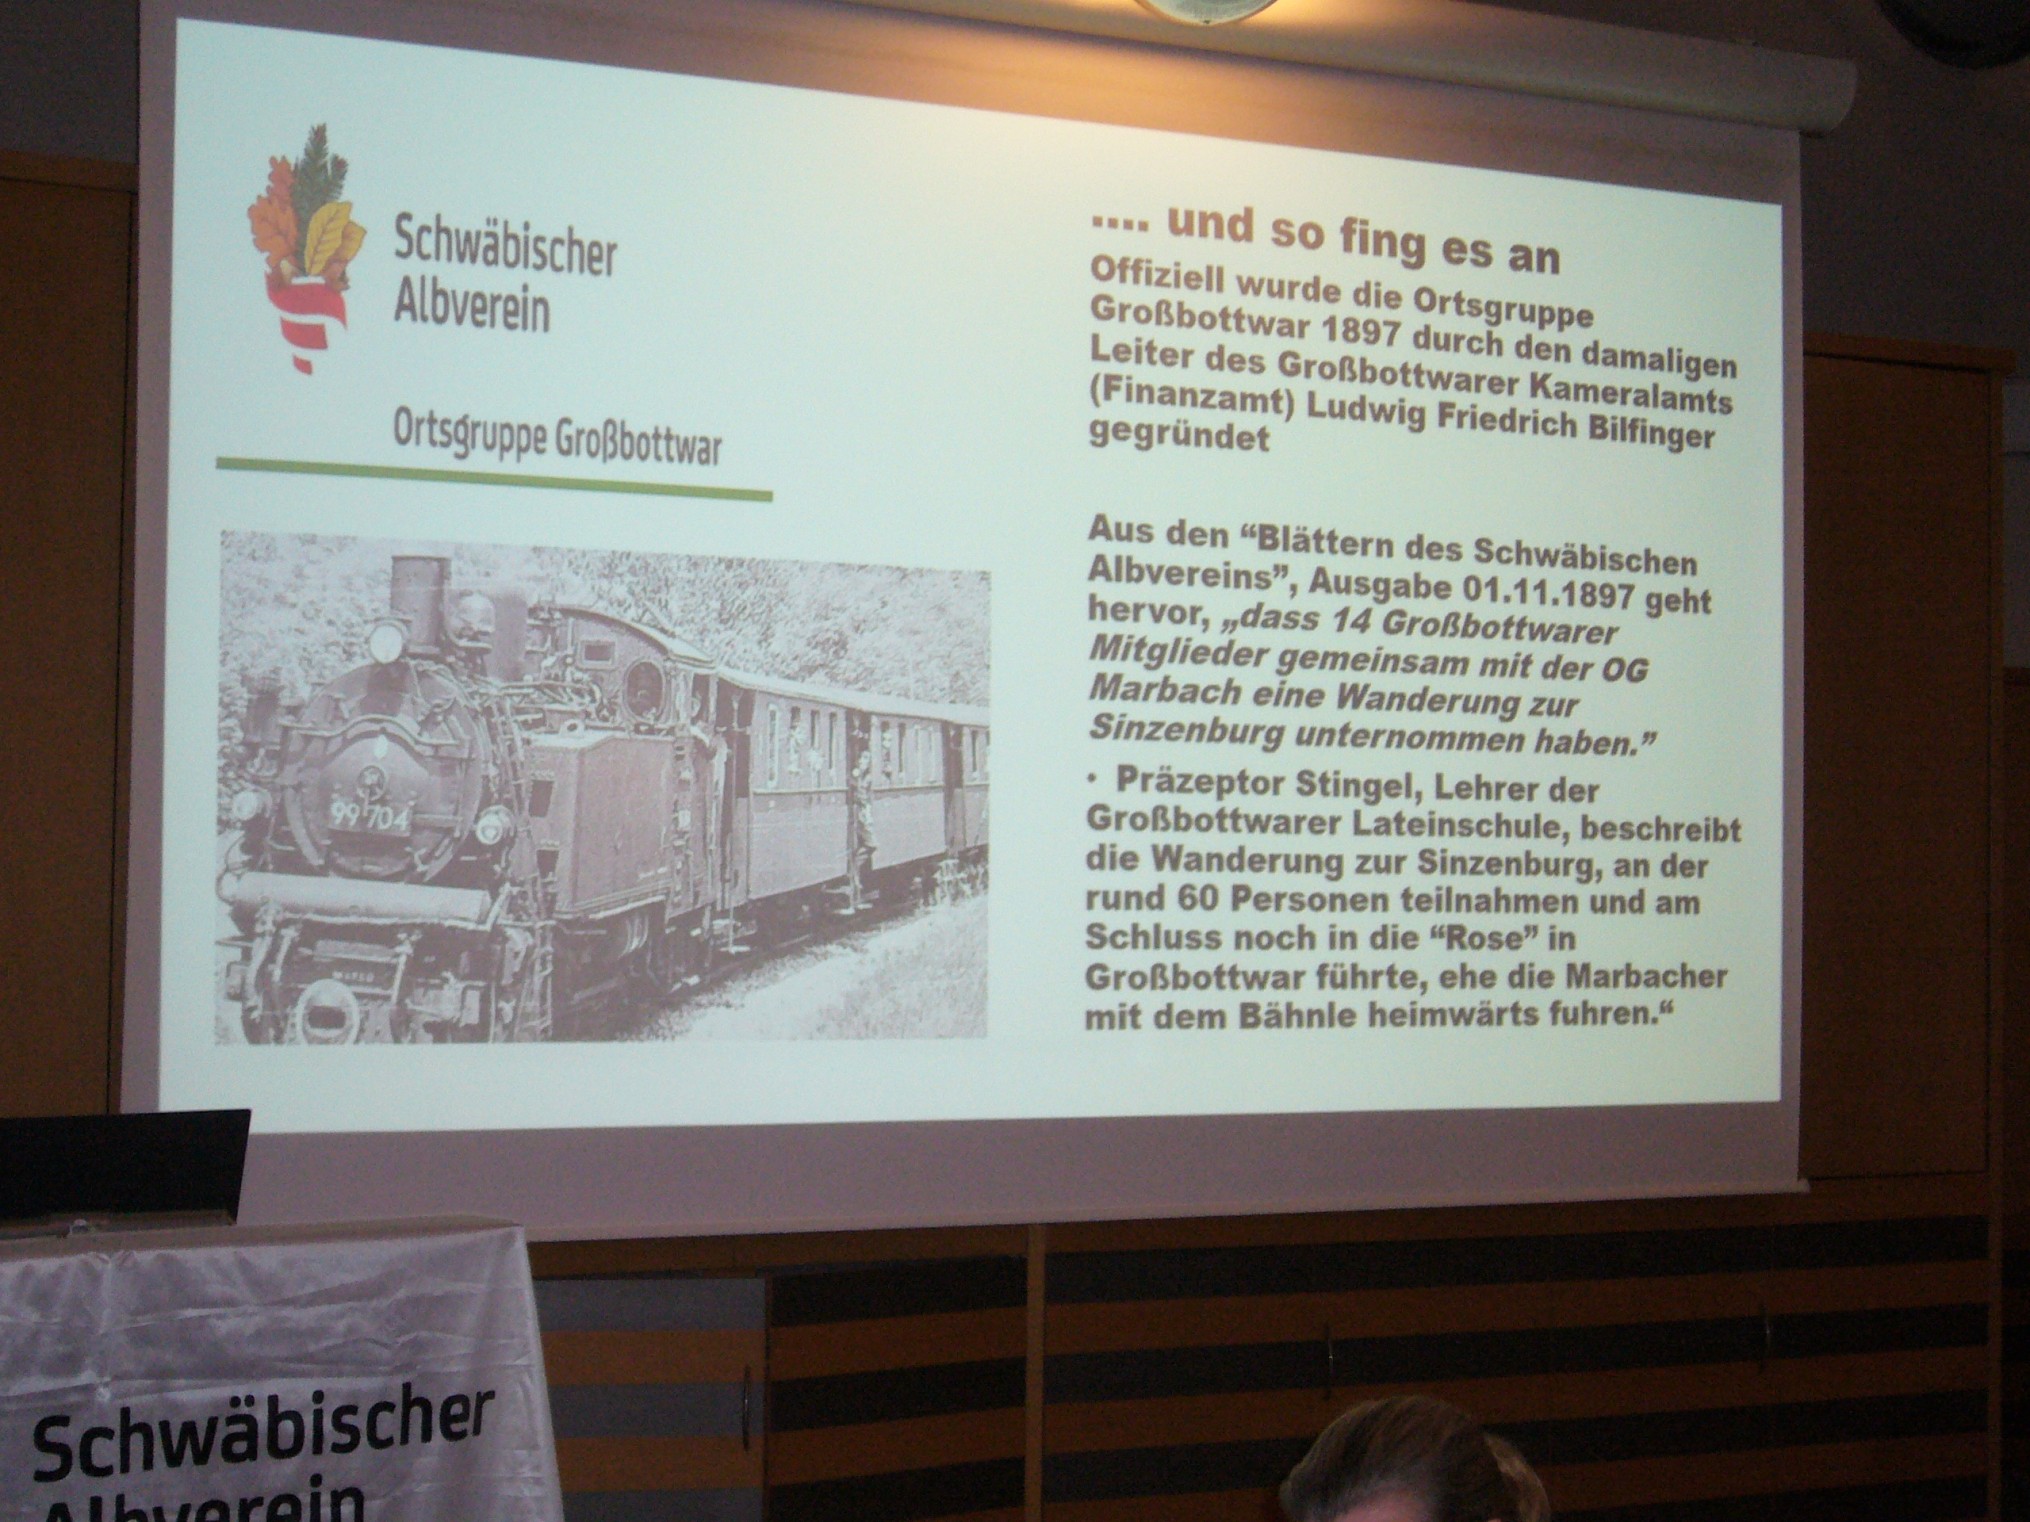 Schwäbischer
Albverein
Ortsgruppe Großbottwar
99 704
.... und so fing es an
Offiziell wurde die Ortsgruppe
Großbottwar 1897 durch den damaligen
Leiter des Großbottwarer Kameralamts
(Finanzamt) Ludwig Friedrich Bilfinger
gegründet
Aus den “Blättern des Schwäbischen
Albvereins”, Ausgabe 01.11.1897 geht
hervor, „dass 14 Großbottwarer
Mitglieder gemeinsam mit der OG
Marbach eine Wanderung zur
Sinzenburg unternommen haben.”
• Präzeptor Stingel, Lehrer der
Großbottwarer Lateinschule, beschreibt
die Wanderung zur Sinzenburg, an der
rund 60 Personen teilnahmen und am
Schluss noch in die “Rose” in
Großbottwar führte, ehe die Marbacher
mit dem Bähnle heimwärts fuhren.“
Schwäbischer
Albverein